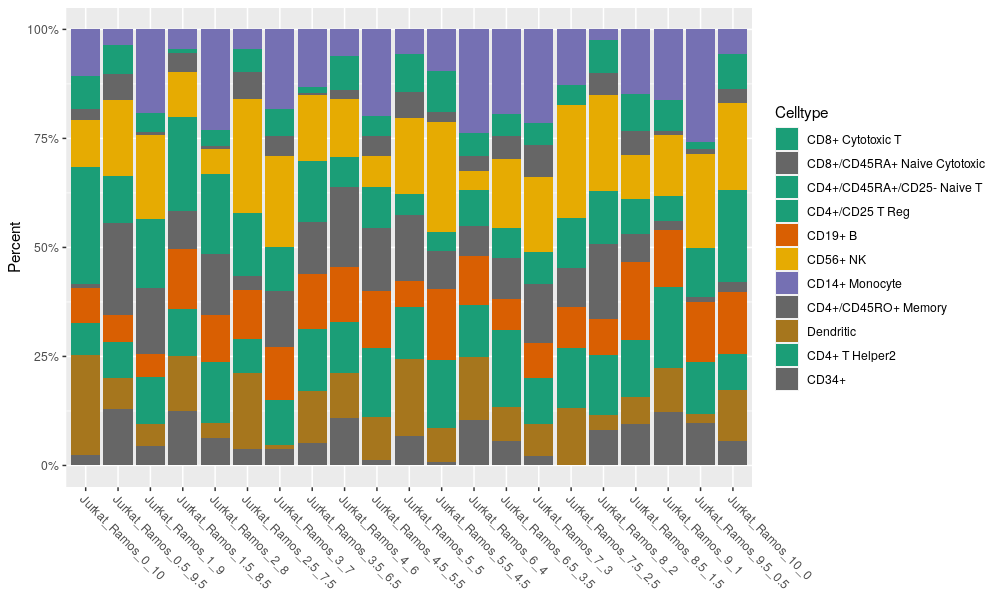 100%
75%
50%
25%
0%
Percent
Jurkat_Ramos_0_10
Jurkat_Ramos_0.5_9.5
Jurkat_Ramos_1_9
Jurkat_Ramos_1.5_8.5
Jurkat_Ramos_2_8
Jurkat_Ramos_2.5_7.5
Jurkat_Ramos_3_7
Jurkat_Ramos_3.5_6.5
Jurkat_Ramos_4_6
Jurkat_Ramos_4.5_5.5
Jurkat_Ramos_5_5
Jurkat_Ramos_5.5_4.5
Jurkat_Ramos_6_4
Jurkat_Ramos_6.5_3.5
Jurkat_Ramos_7_3
Jurkat_Ramos_7.5_2.5
Jurkat_Ramos_8_2
Jurkat_Ramos_8.5_1.5
Jurkat_Ramos_9_1
Jurkat_Ramos_9.5_0.5
Jurkat_Ramos_10_0
Celltype
CD8+ Cytotoxic T
CD8+/CD45RA+ Naive Cytotoxic
CD4+/CD45RA+/CD25- Naive T
CD4+/CD25 T Reg
CD19+ B
CD56+ NK
CD14+ Monocyte
CD4+/CD45RO+ Memory
Dendritic
CD4+ T Helper2
CD34+